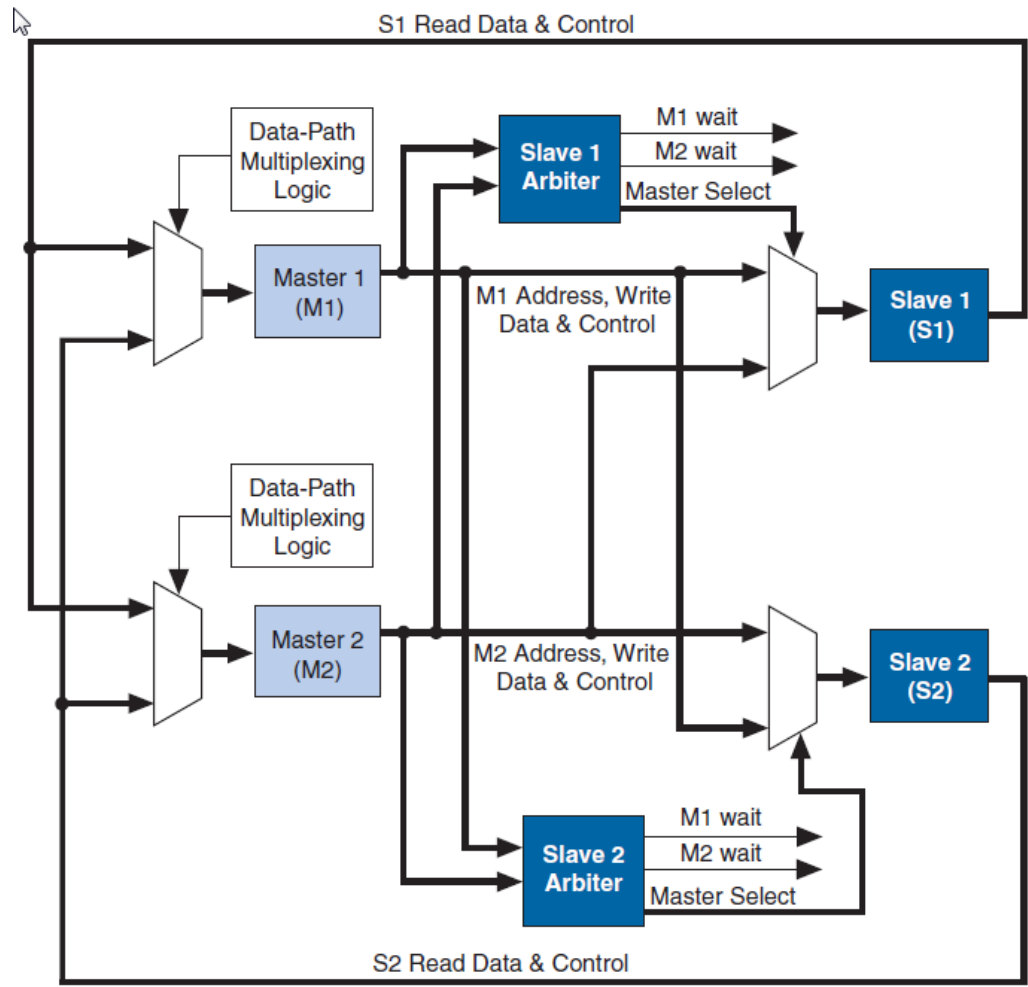 S1 Read Data & Control
Data-Path
Multiplexing
Logic
Slave 1
Arbiter
M1 wait
M2 wait
Master Select
Master 1
(M1)
M1 Address, Write
Data & Control
Slave 1
(S1)
Data-Path
Multiplexing
Logic
Master 2
(M2)
M2 Address, Write
Data & Control
Slave 2
(S2)
Slave 2
Arbiter
M1 wait
M2 wait
Master Select
S2 Read Data & Control